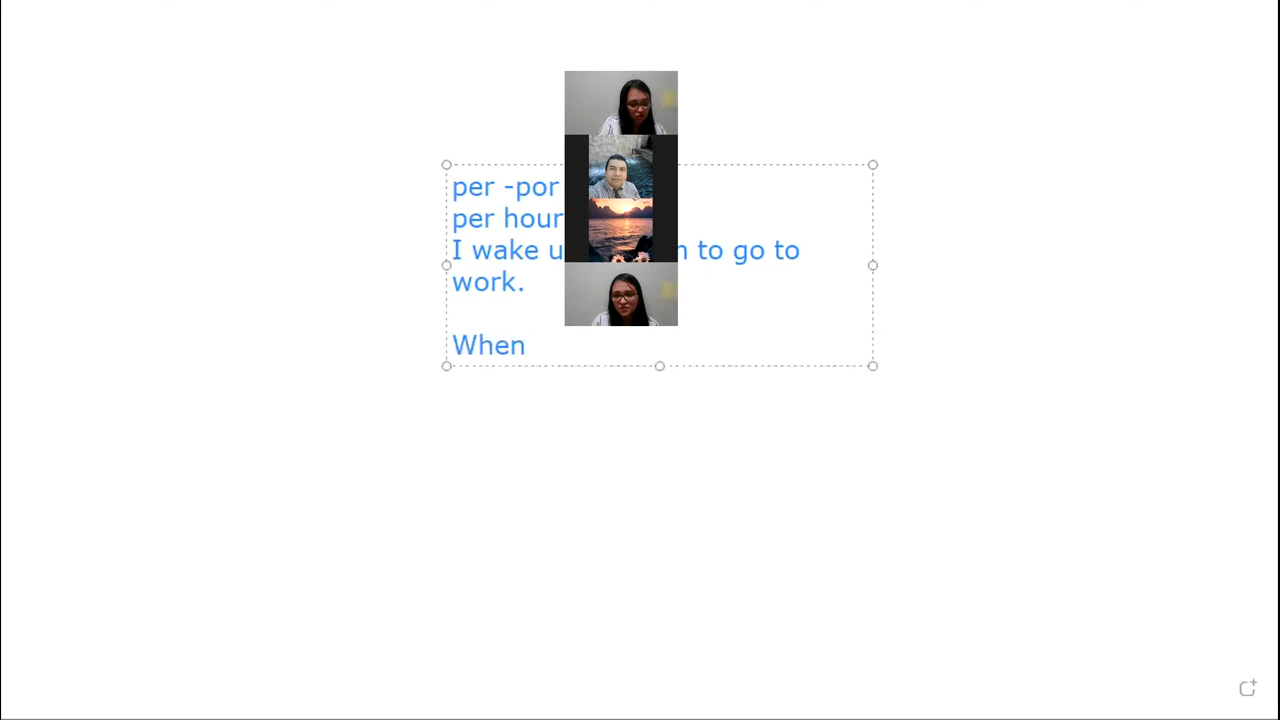 per -por
per hour
I wake to go to
work.
When